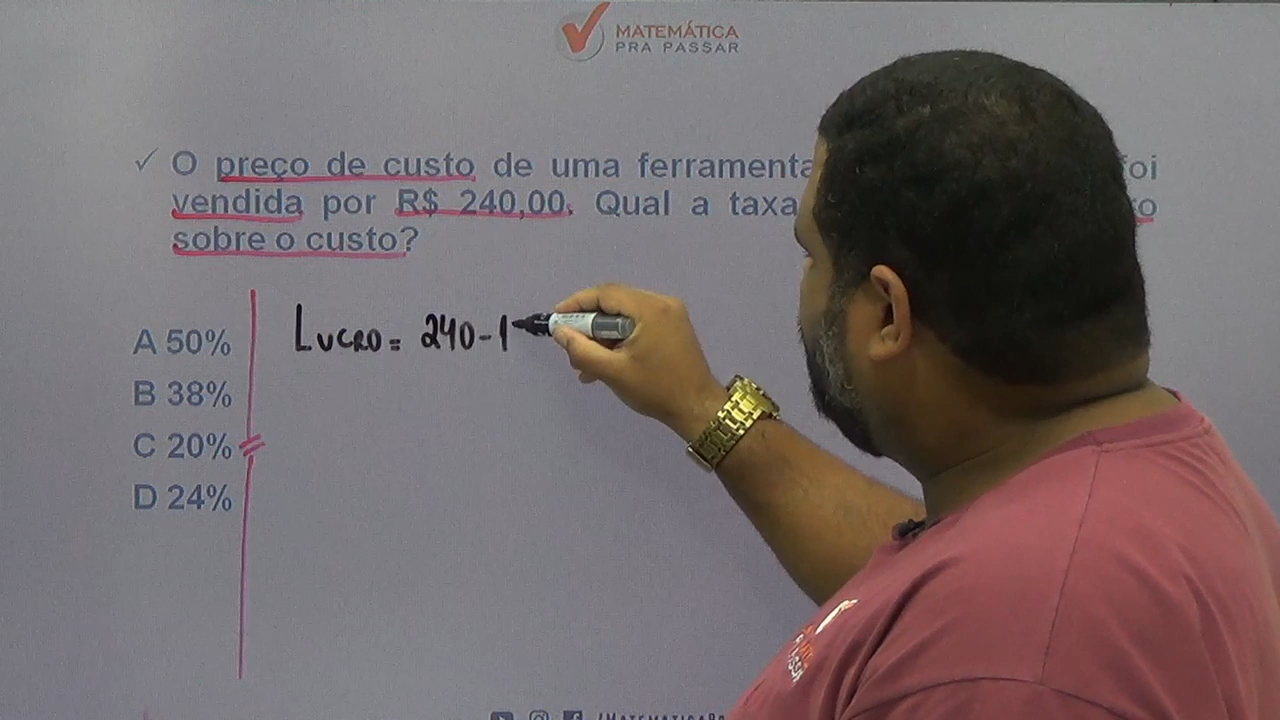 MATEMÁTICA
PRA PASSAR
✓ O preço de custo de uma ferramenta foi
vendida por R$ 240,00. Qual a taxa
sobre o custo?
A 50%
B 38%
C 20%
D 24%
LUCRO = 240 - 1